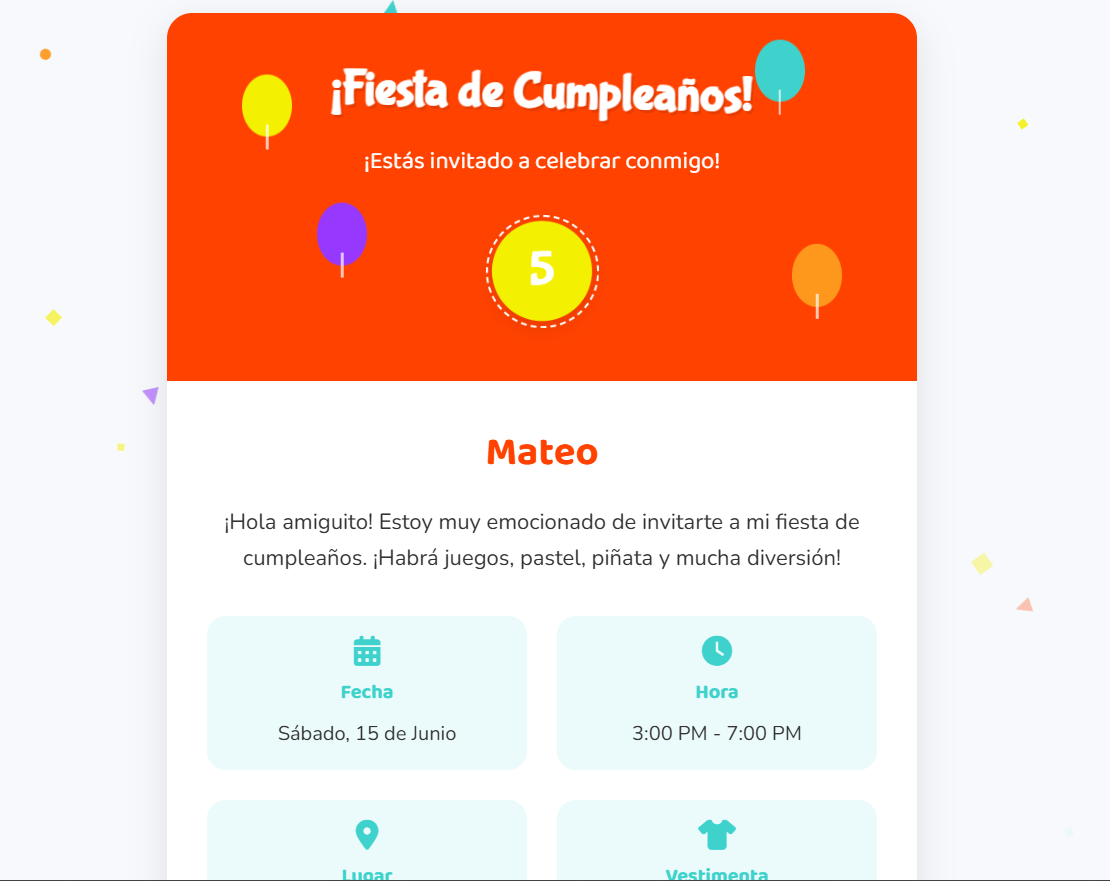 ¡Fiesta de Cumpleaños!
¡Estás invitado a celebrar conmigo!
5
Mateo
¡Hola amiguito! Estoy muy emocionado de invitarte a mi fiesta de
cumpleaños. ¡Habrá juegos, pastel, piñata y mucha diversión!
Fecha
Hora
Sábado, 15 de Junio
3:00 PM - 7:00 PM
Lugar
Vestimenta